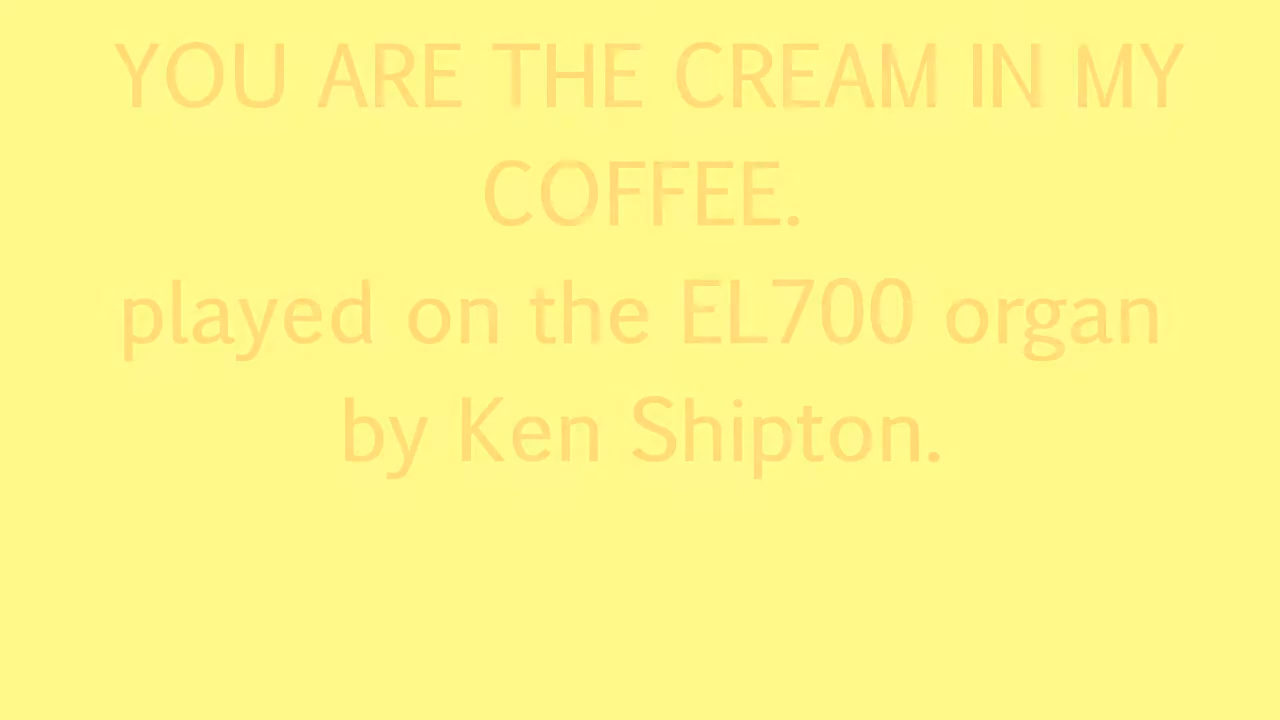 YOU ARE THE CREAM IN MY
COFFEE.
played on the EL700 organ
by Ken Shipton.